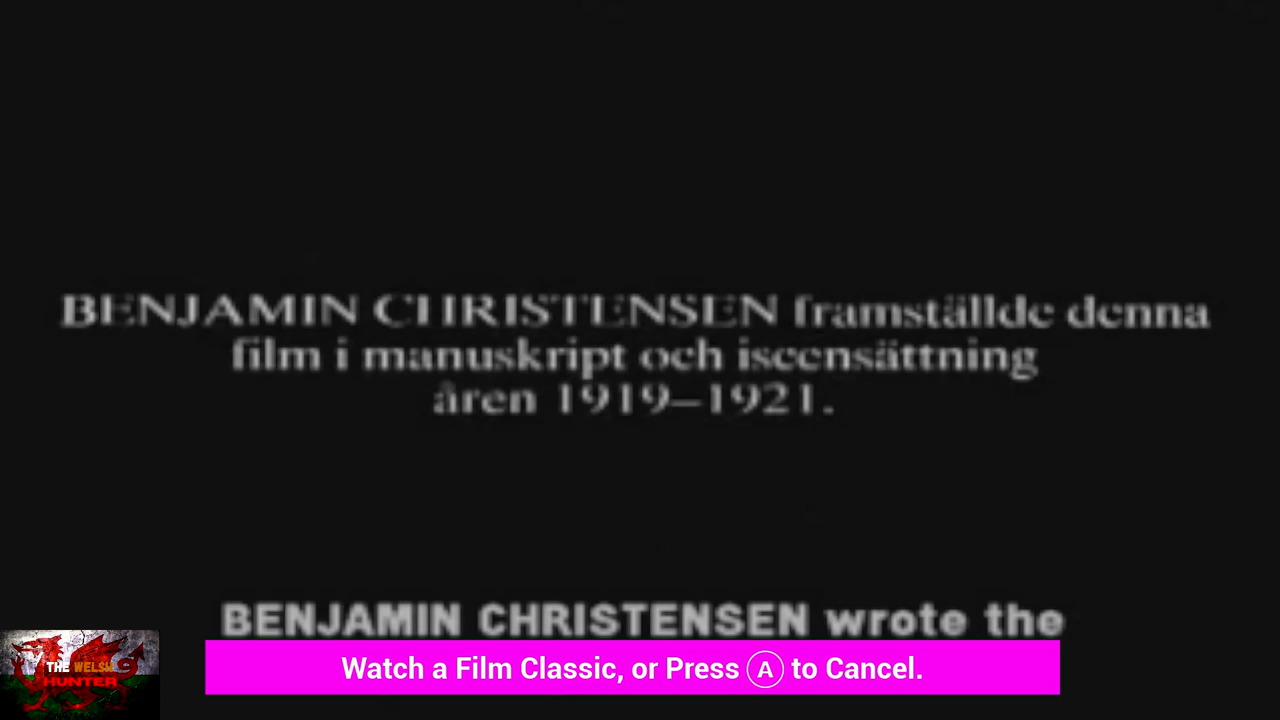 BENJAMIN CHRISTENSEN framställde denna
film i manuskript och iscensättning
åren 1919–1921.
BENJAMIN CHRISTENSEN wrote the
Watch a Film Classic, or Press A to Cancel.
THE WELSH
HUNTER